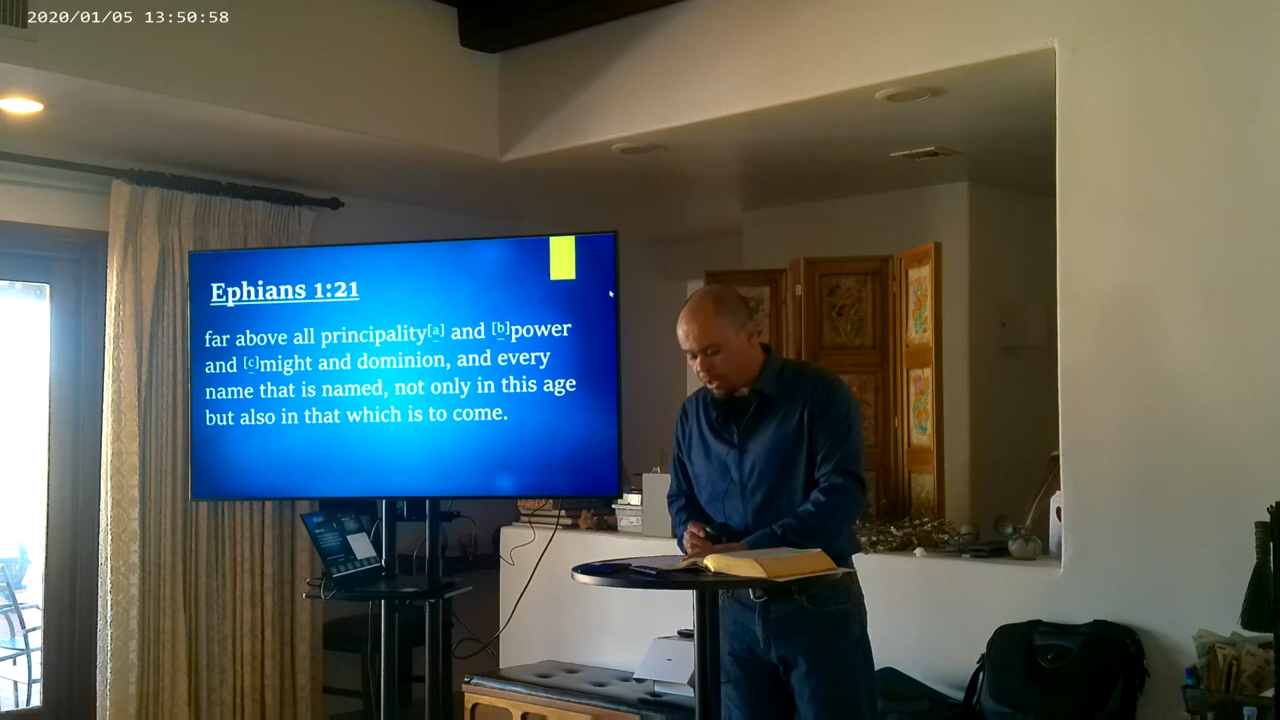 2020/01/05 13:50:58
Ephians 1:21
far above all principality[a] and [b]power
and [c]might and dominion, and every
name that is named, not only in this age
but also in that which is to come.